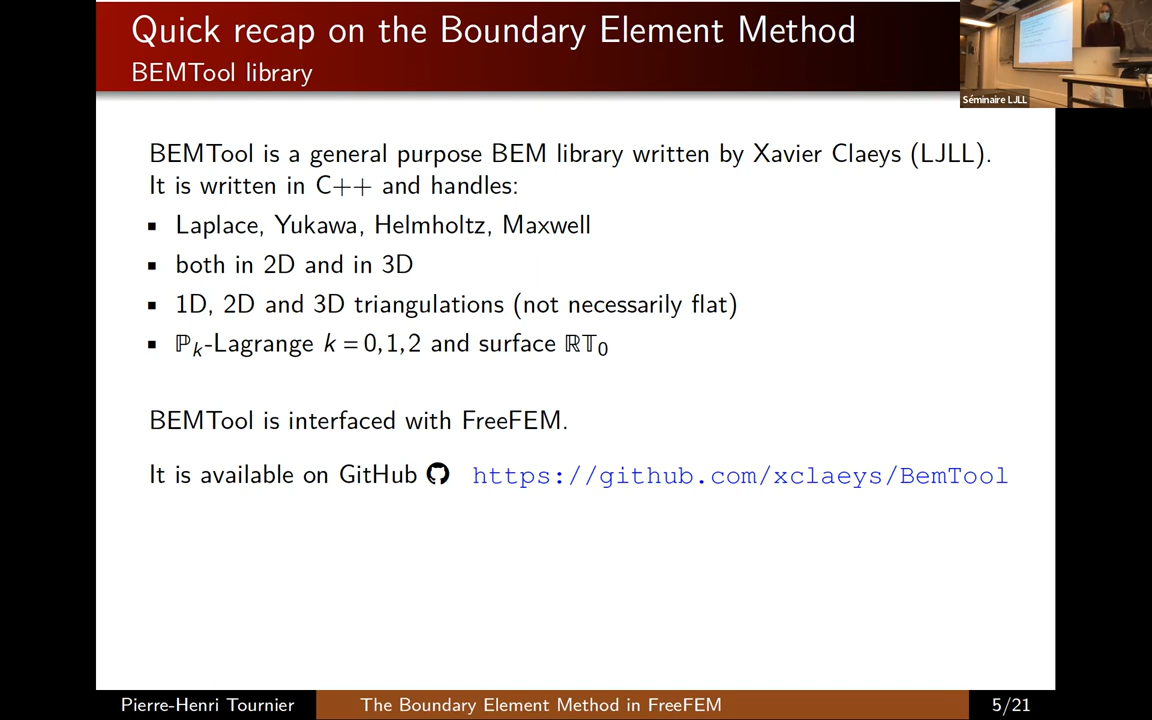 Quick recap on the Boundary Element Method
BEMTool library
Séminaire LJLL
BEMTool is a general purpose BEM library written by Xavier Claeys (LJLL).
It is written in C++ and handles:
▪ Laplace, Yukawa, Helmholtz, Maxwell
▪ both in 2D and in 3D
▪ 1D, 2D and 3D triangulations (not necessarily flat)
▪ ℙₖ-Lagrange k = 0,1,2 and surface ℝ𝕋₀
BEMTool is interfaced with FreeFEM.
It is available on GitHub https://github.com/xclaeys/BemTool
Pierre-Henri Tournier The Boundary Element Method in FreeFEM 5/21